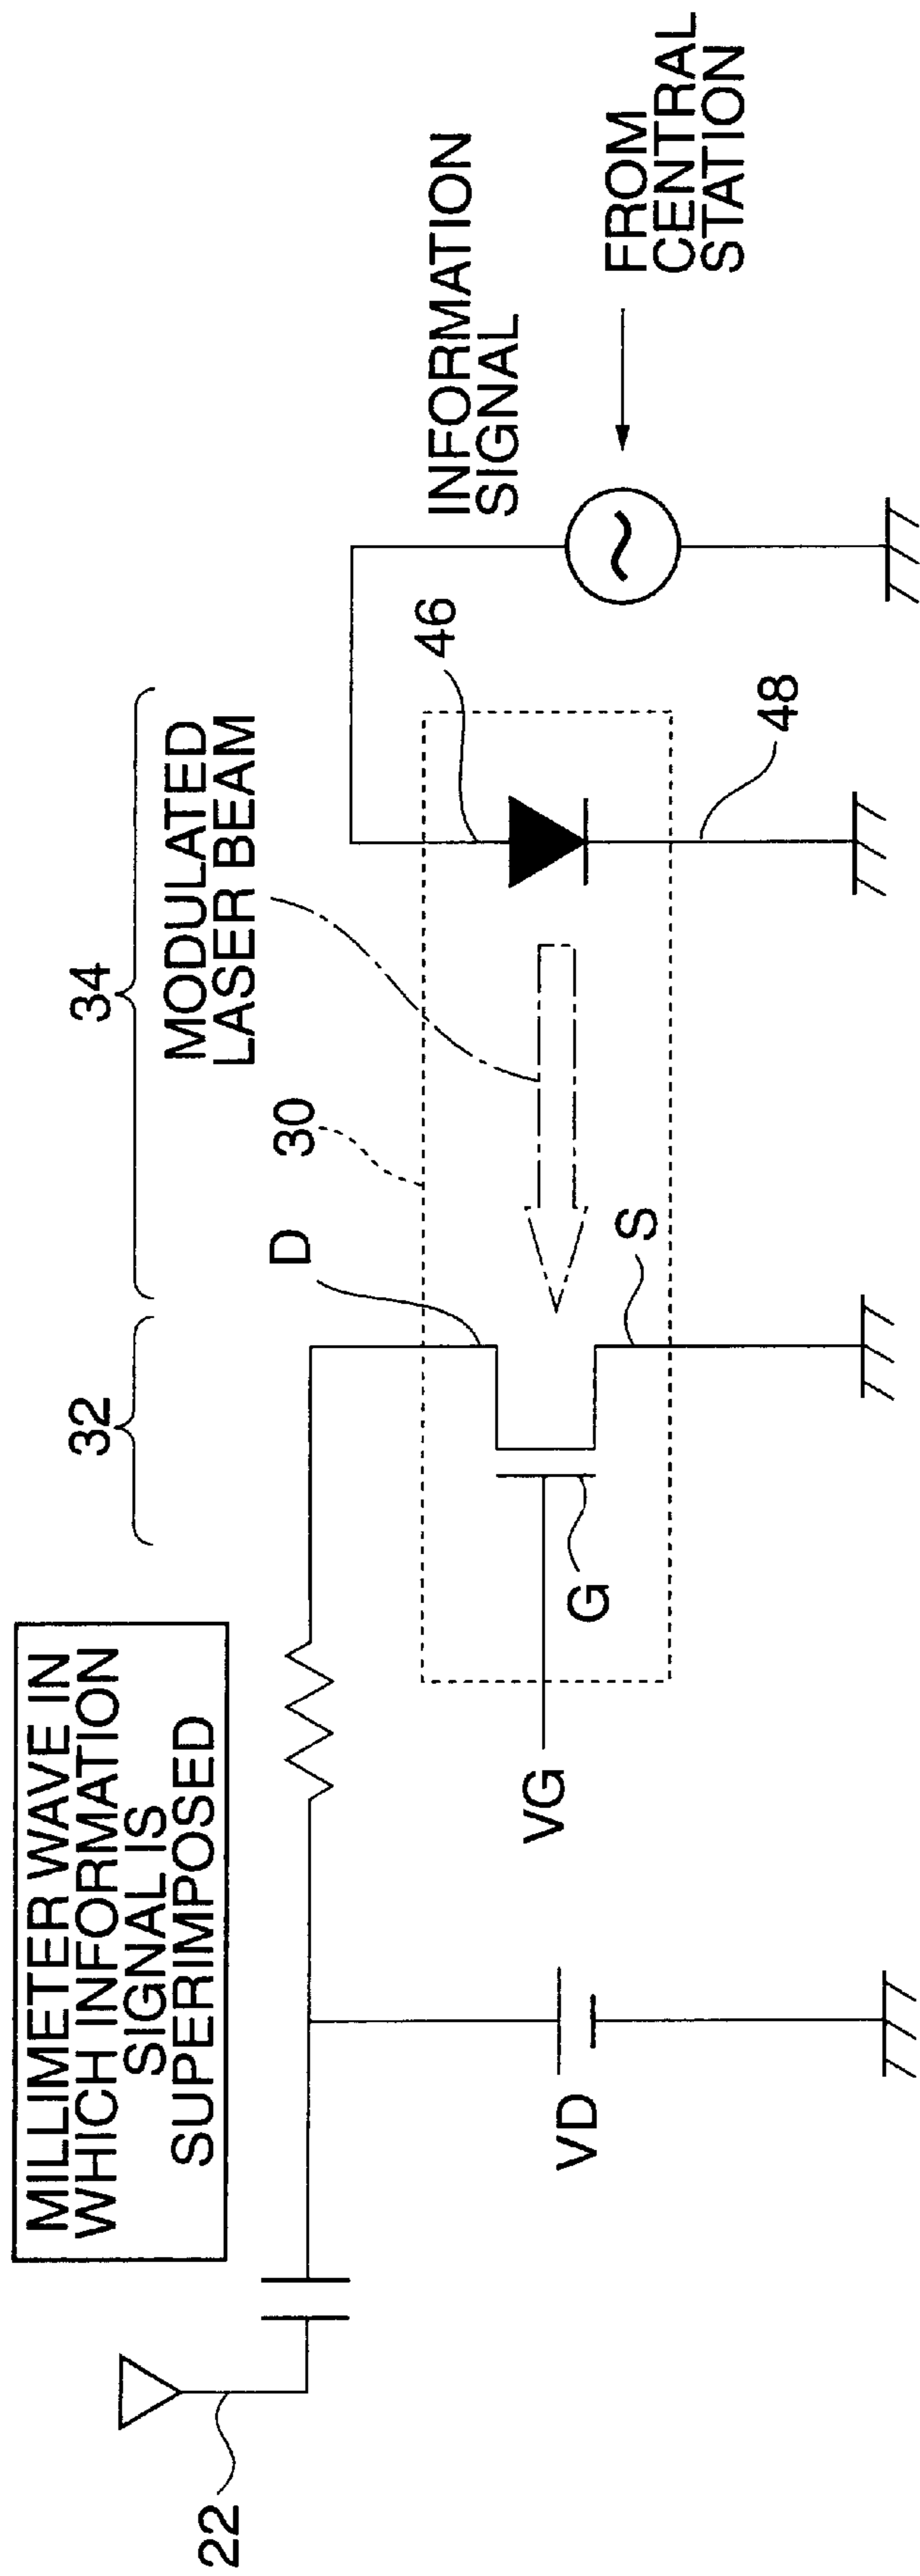 MILLIMETER WAVE IN
WHICH INFORMATION
SIGNAL IS
SUPERIMPOSED
32
34
MODULATED
LASER BEAM
30
D
46
INFORMATION
SIGNAL
22
VD
VG
G
S
48
FROM
CENTRAL
STATION